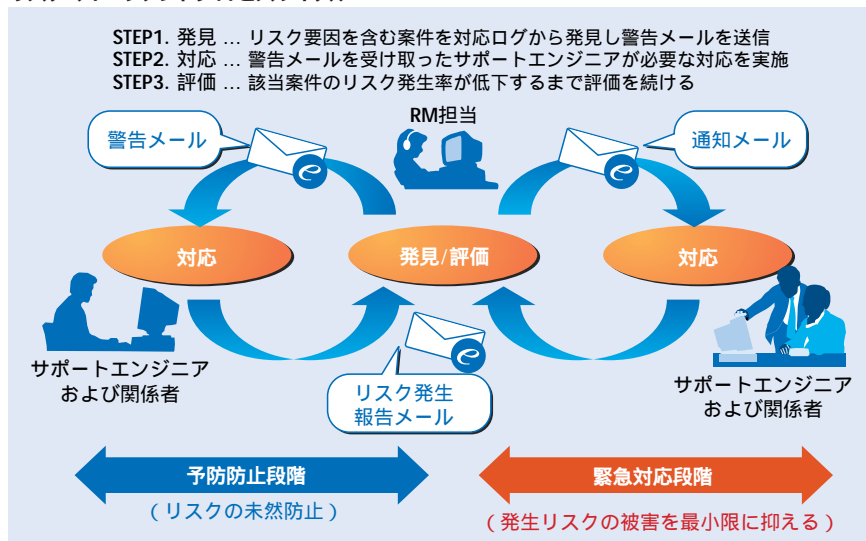 STEP1. 発見 … リスク要因を含む案件を対応ログから発見し警告メールを送信
STEP2. 対応 … 警告メールを受け取ったサポートエンジニアが必要な対応を実施
STEP3. 評価 … 該当案件のリスク発生率が低下するまで評価を続ける
RM担当
警告メール
通知メール
対応
発見/評価
対応
サポートエンジニア
および関係者
リスク発生
報告メール
サポートエンジニア
および関係者
予防防止段階
緊急対応段階
(リスクの未然防止)
(発生リスクの被害を最小限に抑える)